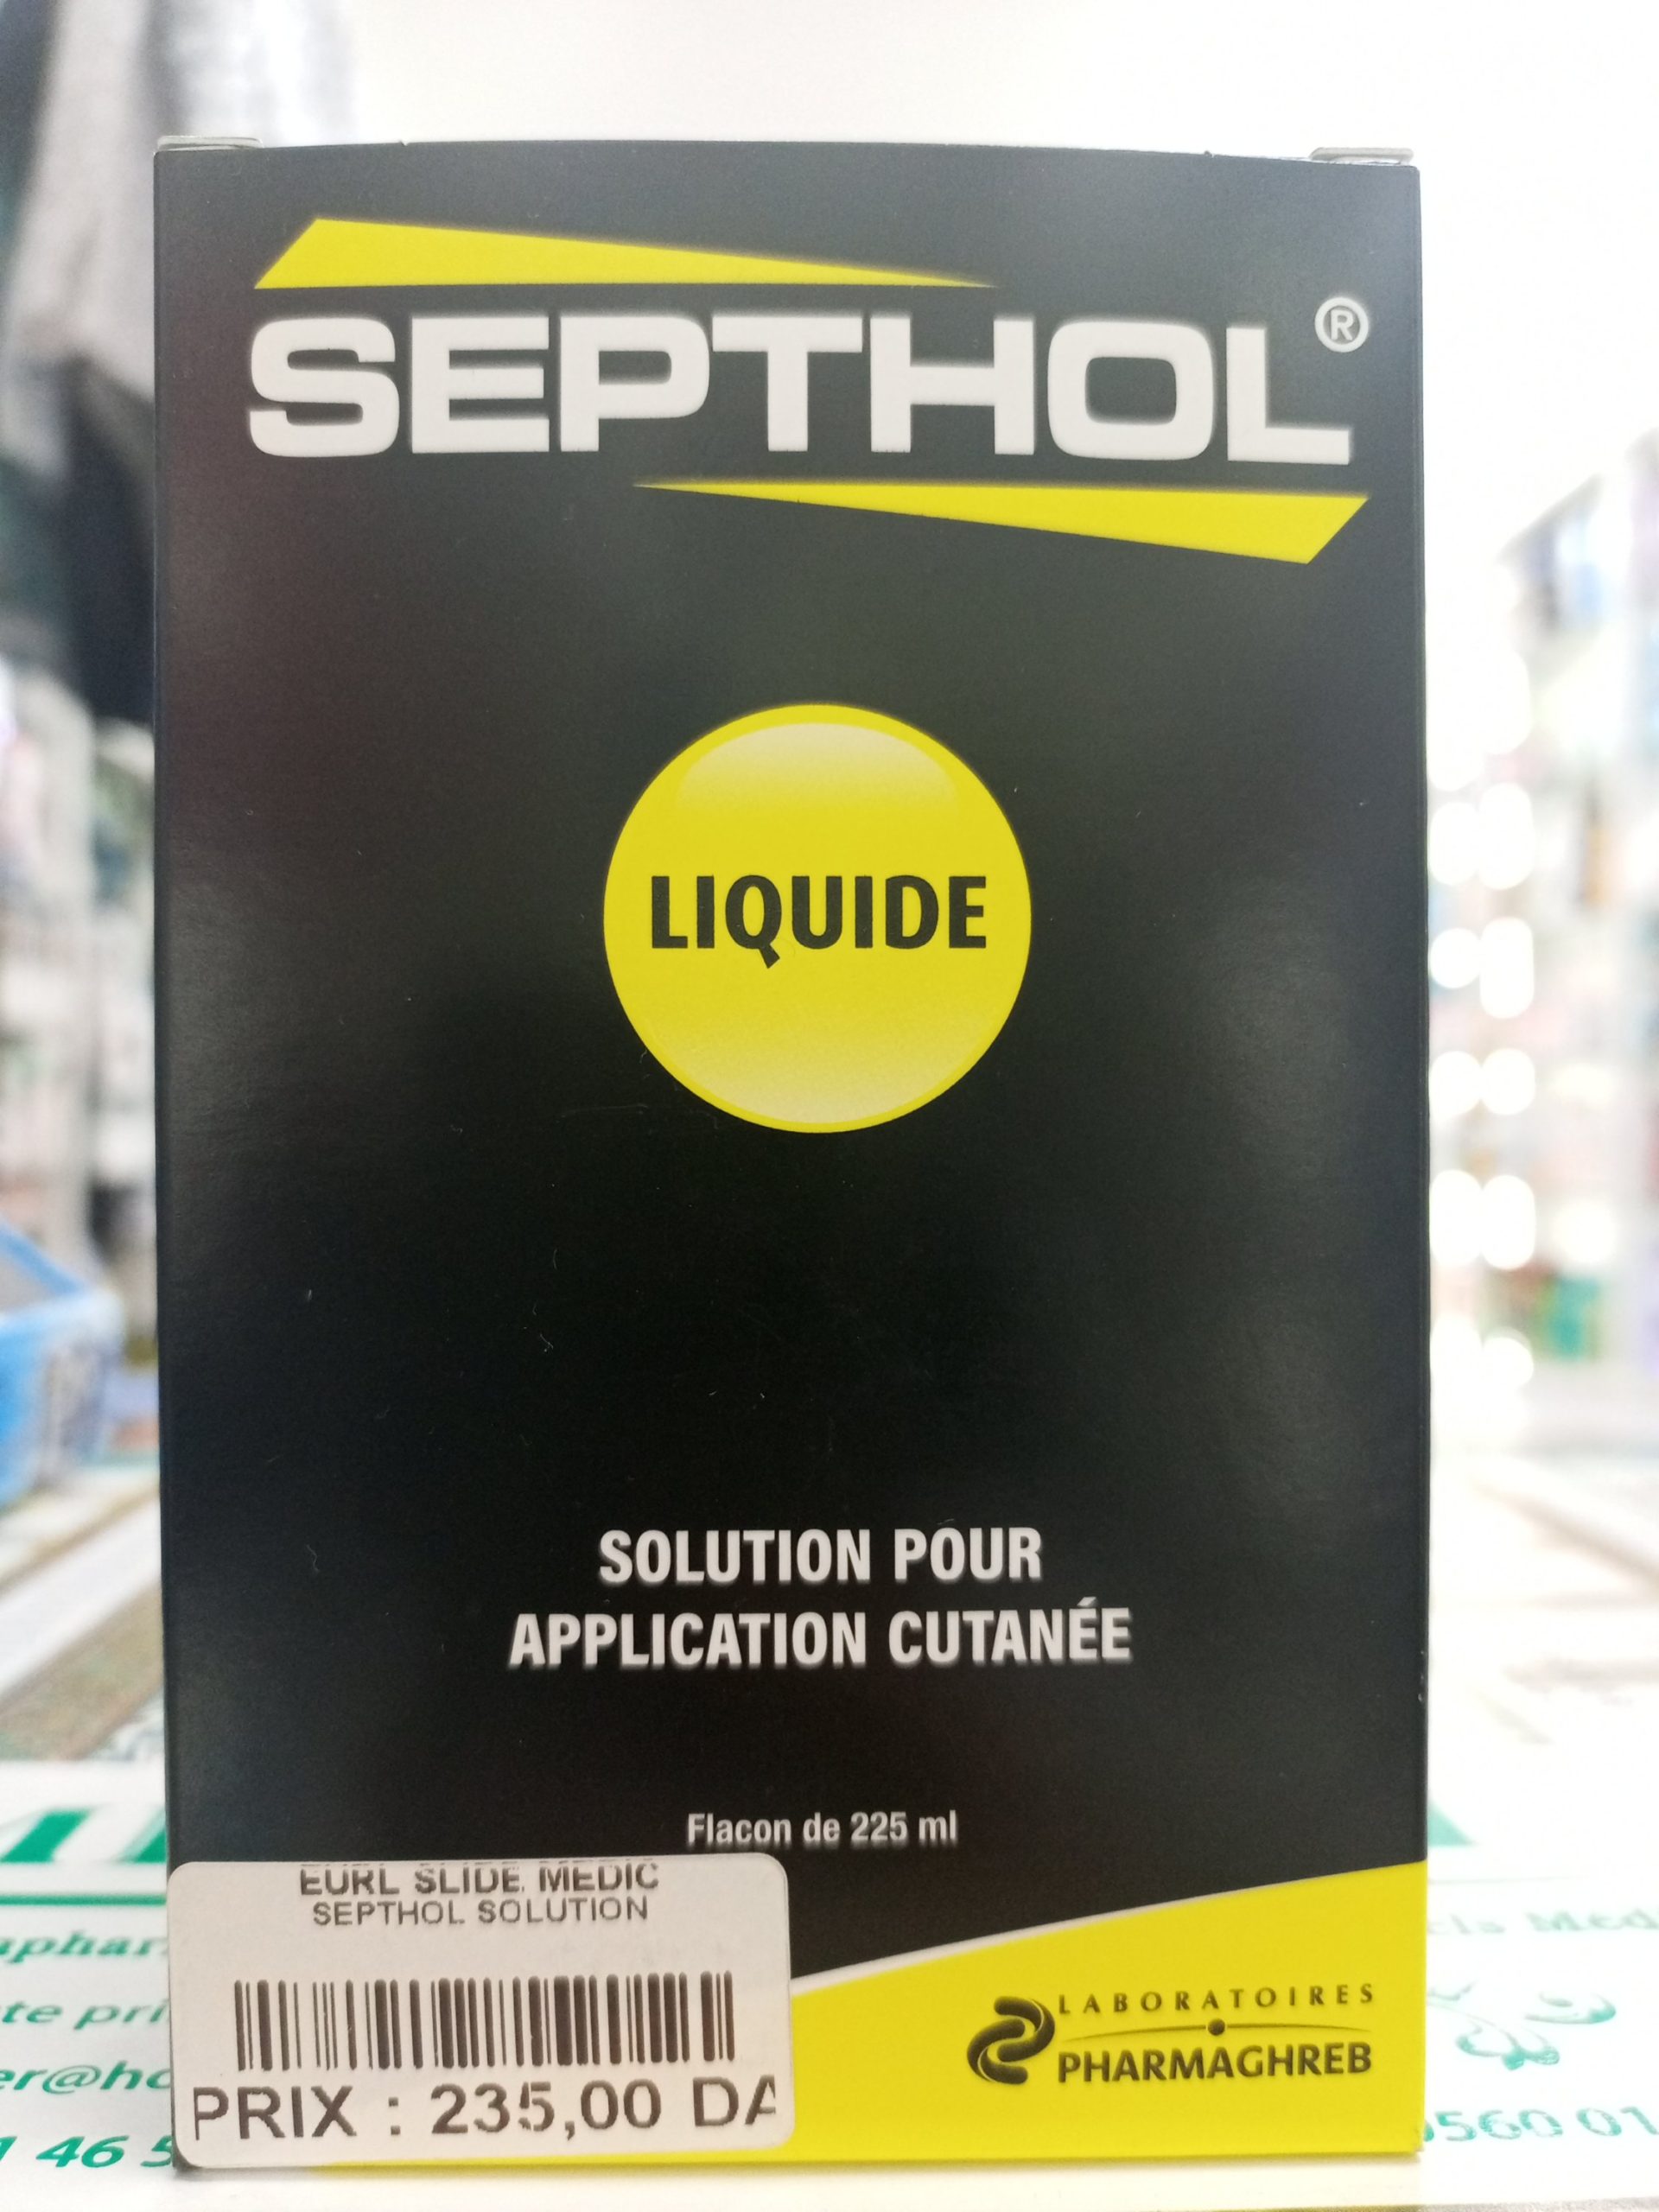 SEPTHOL®
LIQUIDE
SOLUTION POUR
APPLICATION CUTANÉE
Flacon de 225 ml
EURL SLIDE MEDIC
SEPTHOL SOLUTION
PRIX : 235,00 DA
LABORATOIRES
PHARMAGHREB